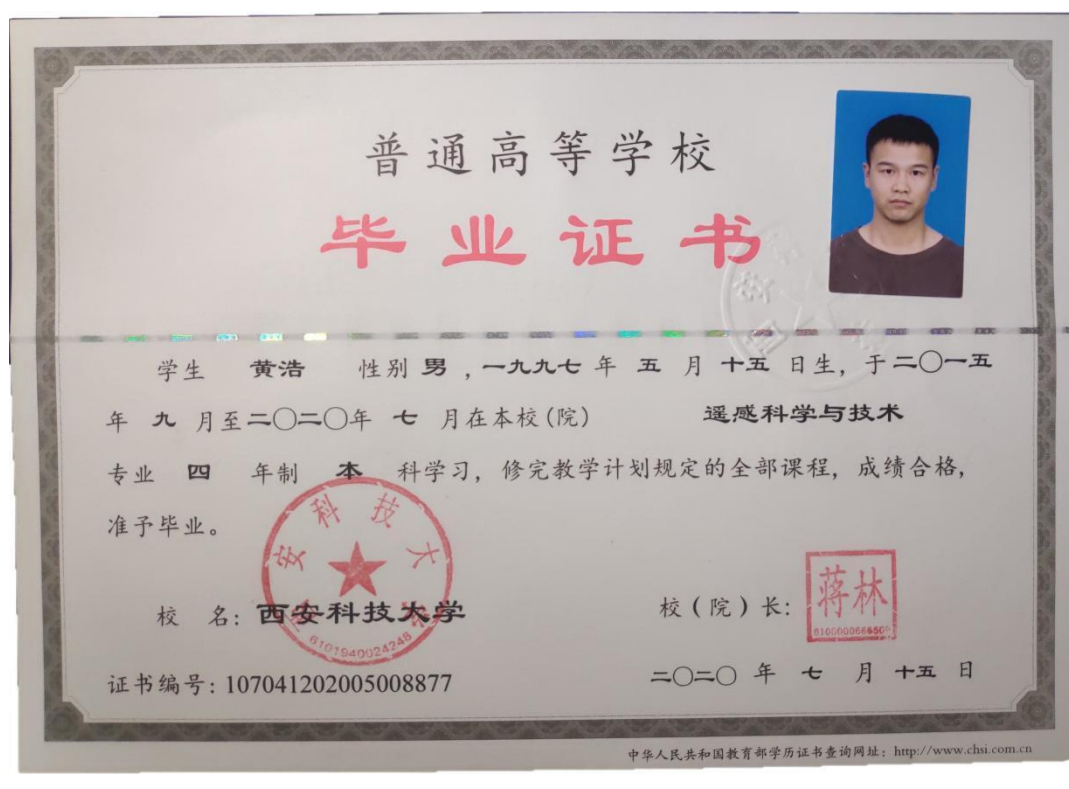 普通高等学校
毕业证书
学生 黄浩 性别 男 ,一九九七 年 五 月 十五 日生, 于二〇一五
年 九 月至二〇二〇年 七 月在本校(院) 遥感科学与技术
专业 四 年制 本 科学习, 修完教学计划规定的全部课程, 成绩合格,
准予毕业。
西安科技大学
6101940024248
校 名: 西安科技大学
校(院)长:
蒋林
证书编号: 107041202005008877
二〇二〇 年 七 月 十五 日
中华人民共和国教育部学历证书查询网址: http://www.chsi.com.cn